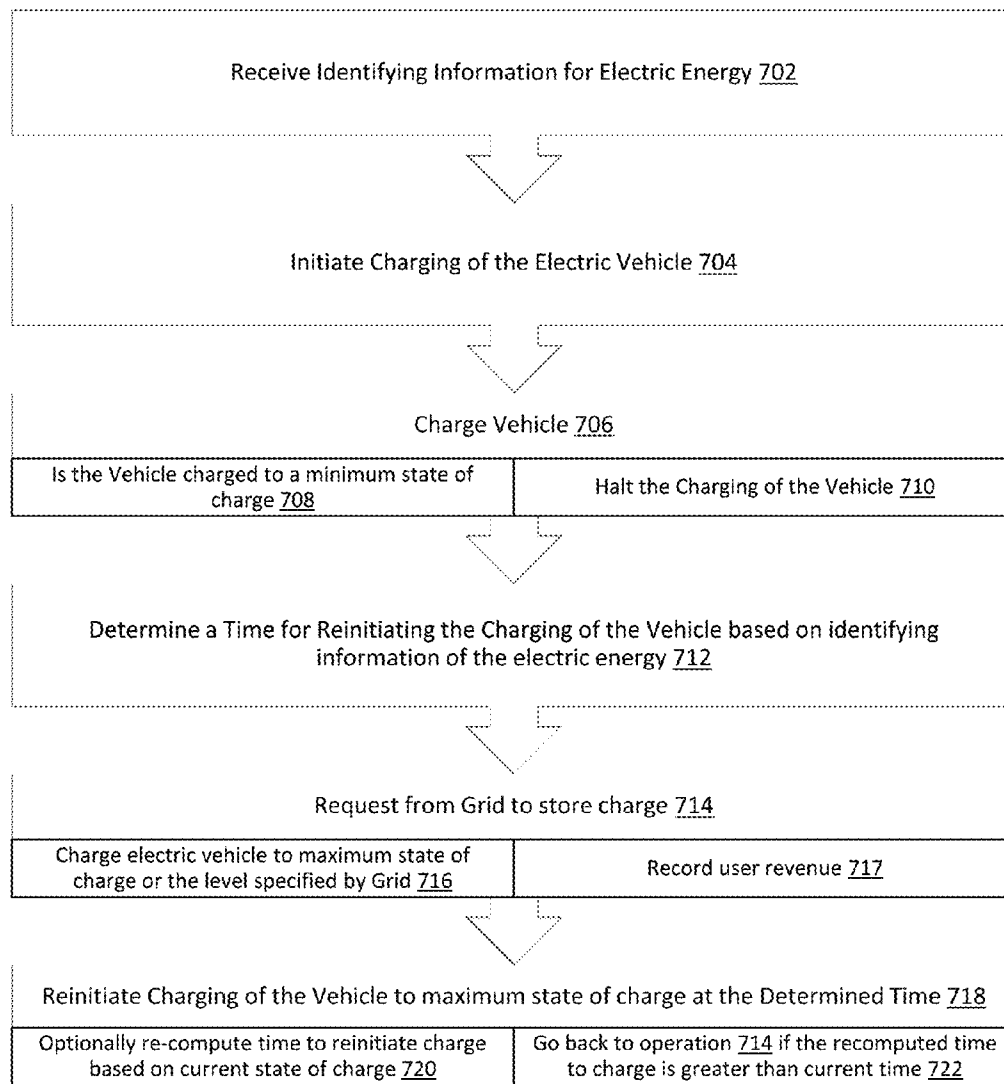 Receive Identifying Information for Electric Energy 702
Initiate Charging of the Electric Vehicle 704
Charge Vehicle 706
Is the Vehicle charged to a minimum state of
charge 708
Halt the Charging of the Vehicle 710
Determine a Time for Reinitiating the Charging of the Vehicle based on identifying
information of the electric energy 712
Request from Grid to store charge 714
Charge electric vehicle to maximum state of
charge or the level specified by Grid 716
Record user revenue 717
Reinitiate Charging of the Vehicle to maximum state of charge at the Determined Time 718
Optionally re-compute time to reinitiate charge
based on current state of charge 720
Go back to operation 714 if the recomputed time
to charge is greater than current time 722